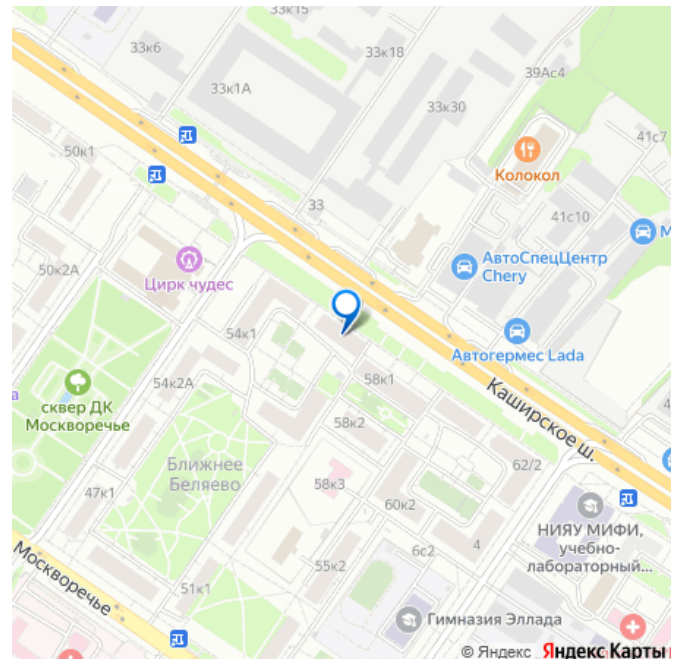 33к15
33к6
33к18
33к1А
39Ас4
33к30
41с7
50к1
Колокол
33
41с10
М
50к2А
Цирк чудес
АвтоСпецЦентр
Chery
54к1
Автогермес Lada
а
54к2А
58к1
сквер ДК
Москворечье
Каширское ш.
4
58к2
Ближнее
Беляево
62/2
47к1
58к3
60к2
НИЯУ МИФИ,
учебно-
лабораторный...
6с2
4
Москворечье
55к2
51к1
Гимназия Эллада
© Яндекс Яндекс Карты